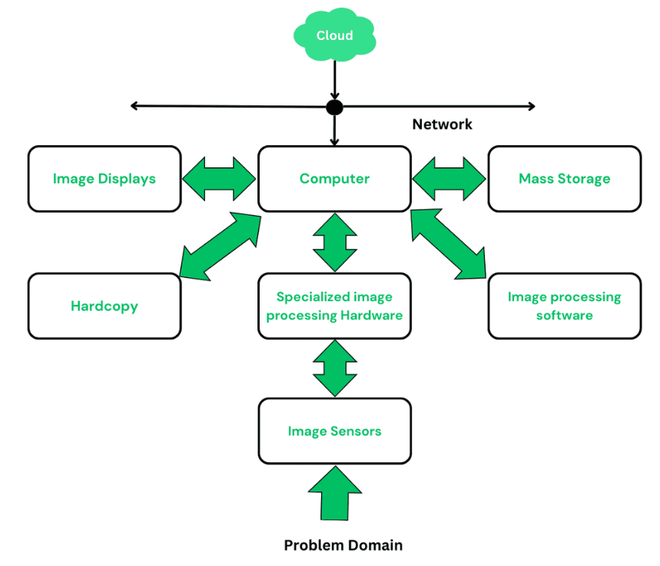 Cloud
Network
Image Displays
Computer
Mass Storage
Hardcopy
Specialized image
processing Hardware
Image processing
software
Image Sensors
Problem Domain